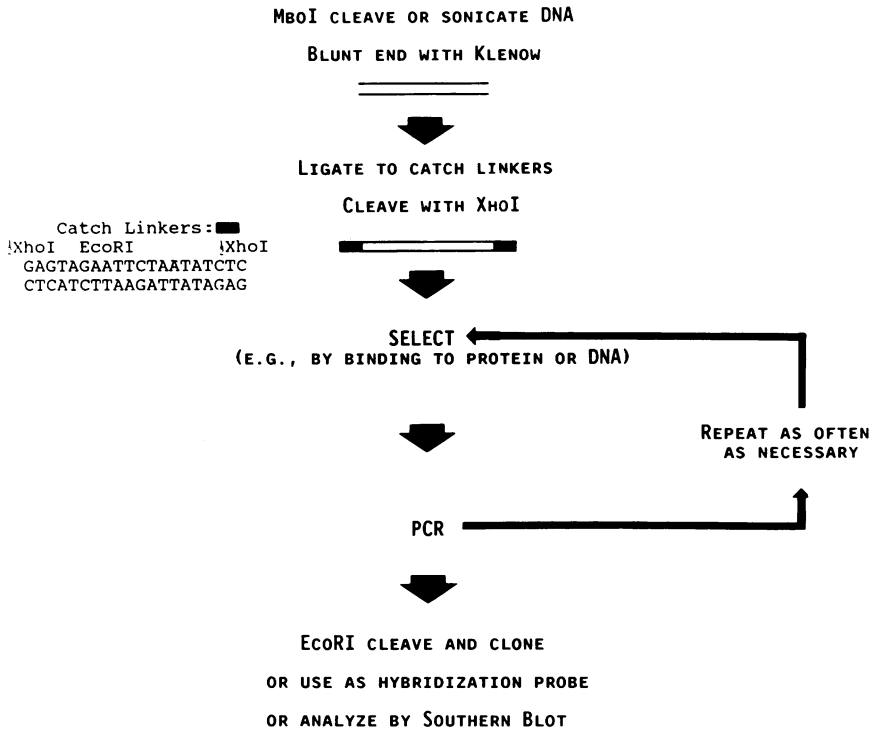 MboI cleave or sonicate DNA
Blunt end with Klenow
Ligate to catch linkers
Cleave with XhoI
Catch Linkers:
XhoI EcoRI XhoI
GAGTAGAATTCTAATATCTC
CTCATCTTAAGATTATAGAG
SELECT
(e.g., by binding to protein or DNA)
Repeat as often
as necessary
PCR
EcoRI cleave and clone
or use as hybridization probe
or analyze by Southern Blot